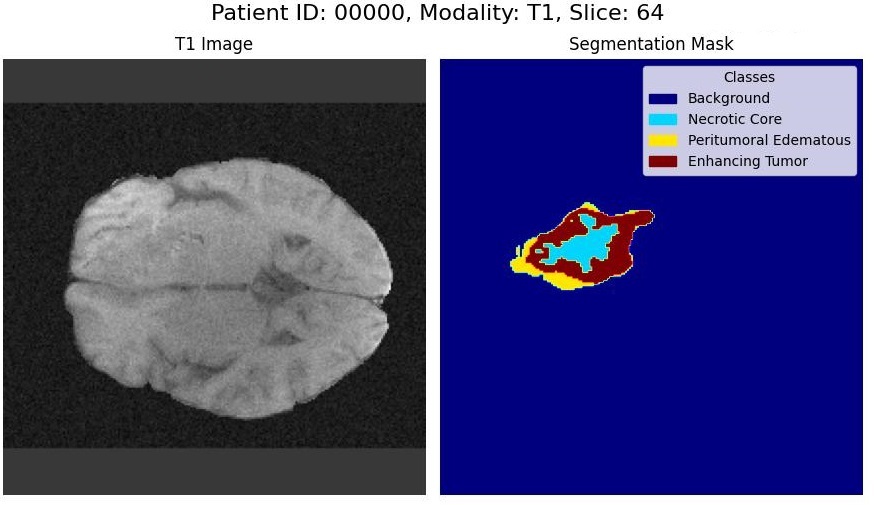 Patient ID: 00000, Modality: T1, Slice: 64
T1 Image
Segmentation Mask
Classes
Background
Necrotic Core
Peritumoral Edematous
Enhancing Tumor